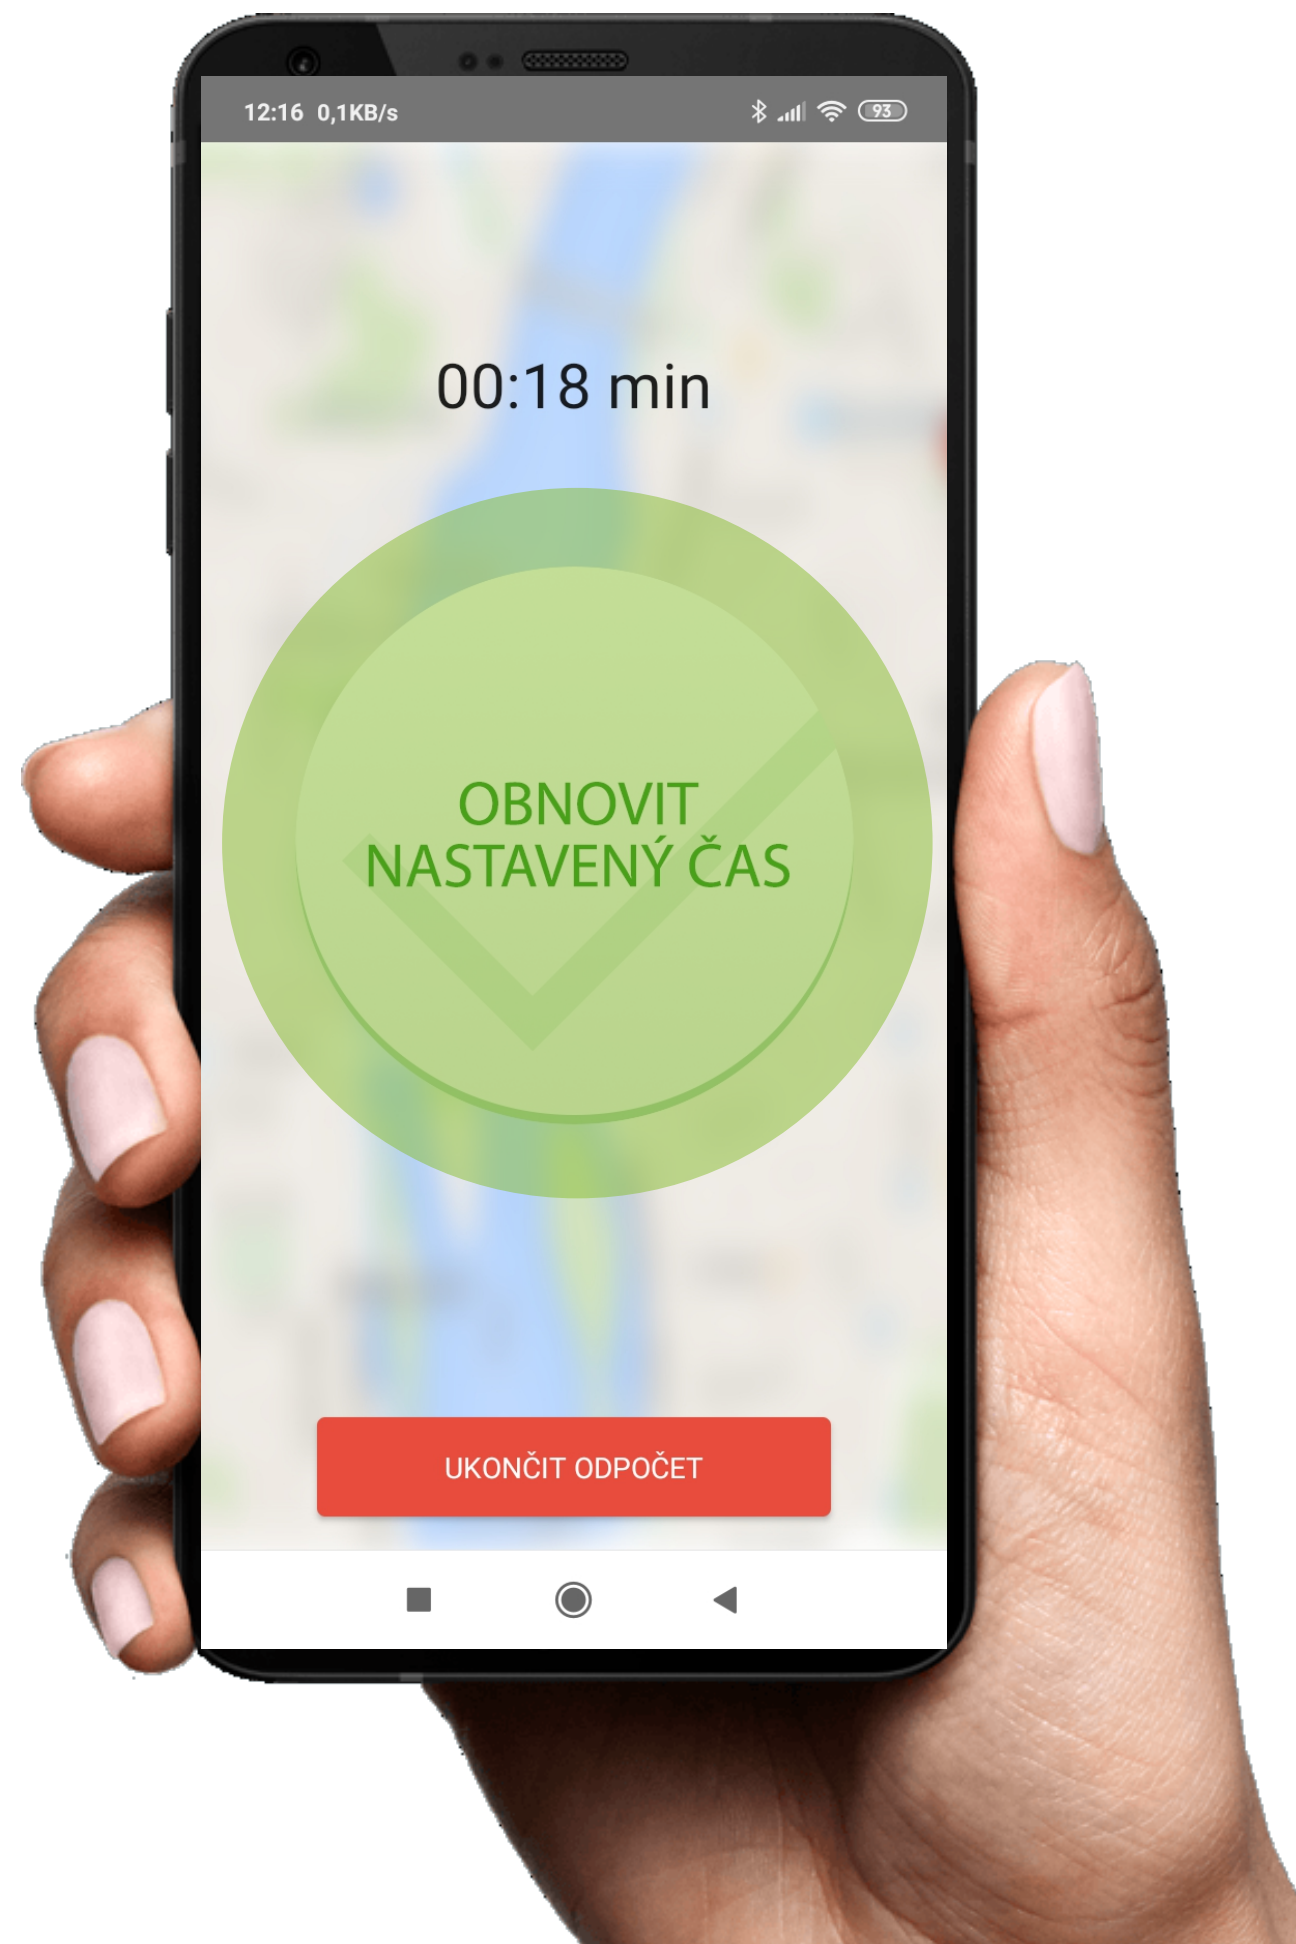 12:16 0,1KB/s 93
00:18 min
OBNOVIT
NASTAVENÝ ČAS
UKONČIT ODPOČET